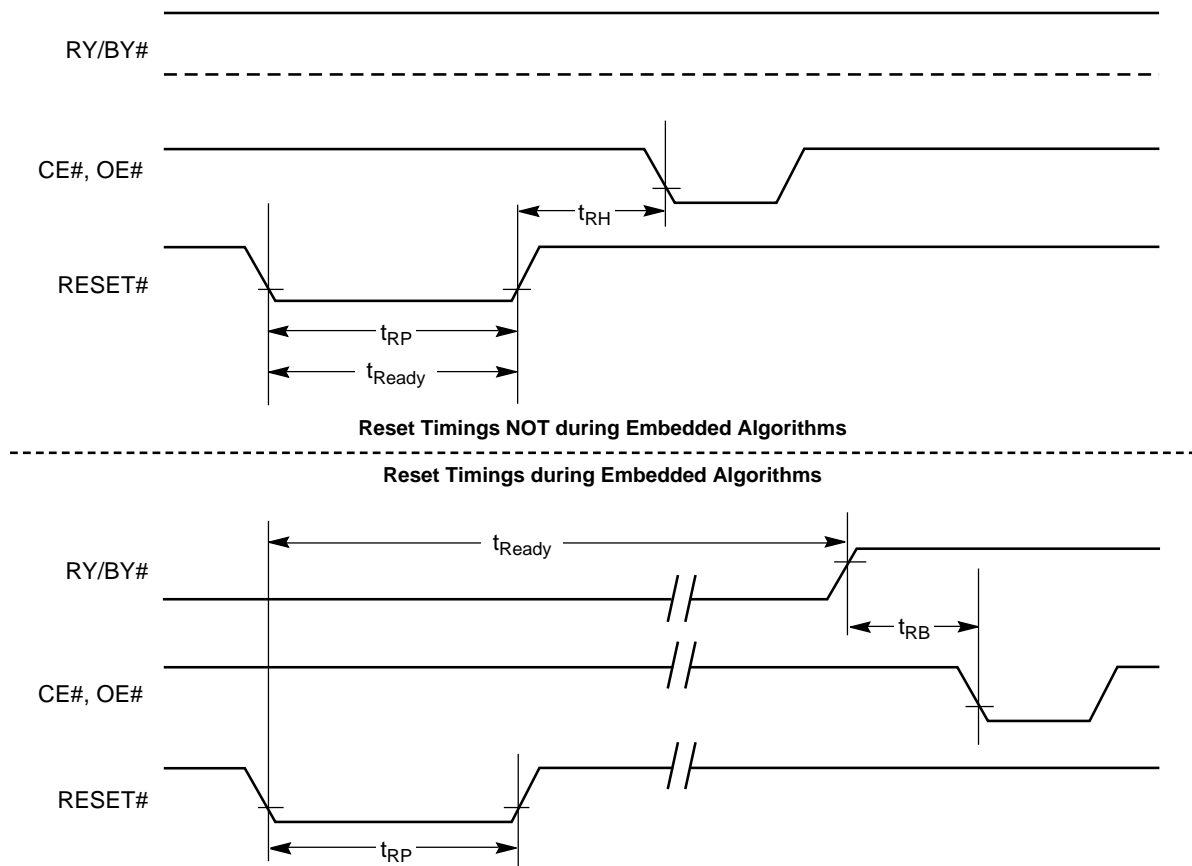 RY/BY#
CE#, OE#
tRH
RESET#
tRP
tReady
Reset Timings NOT during Embedded Algorithms
Reset Timings during Embedded Algorithms
tReady
RY/BY#
tRB
CE#, OE#
RESET#
tRP